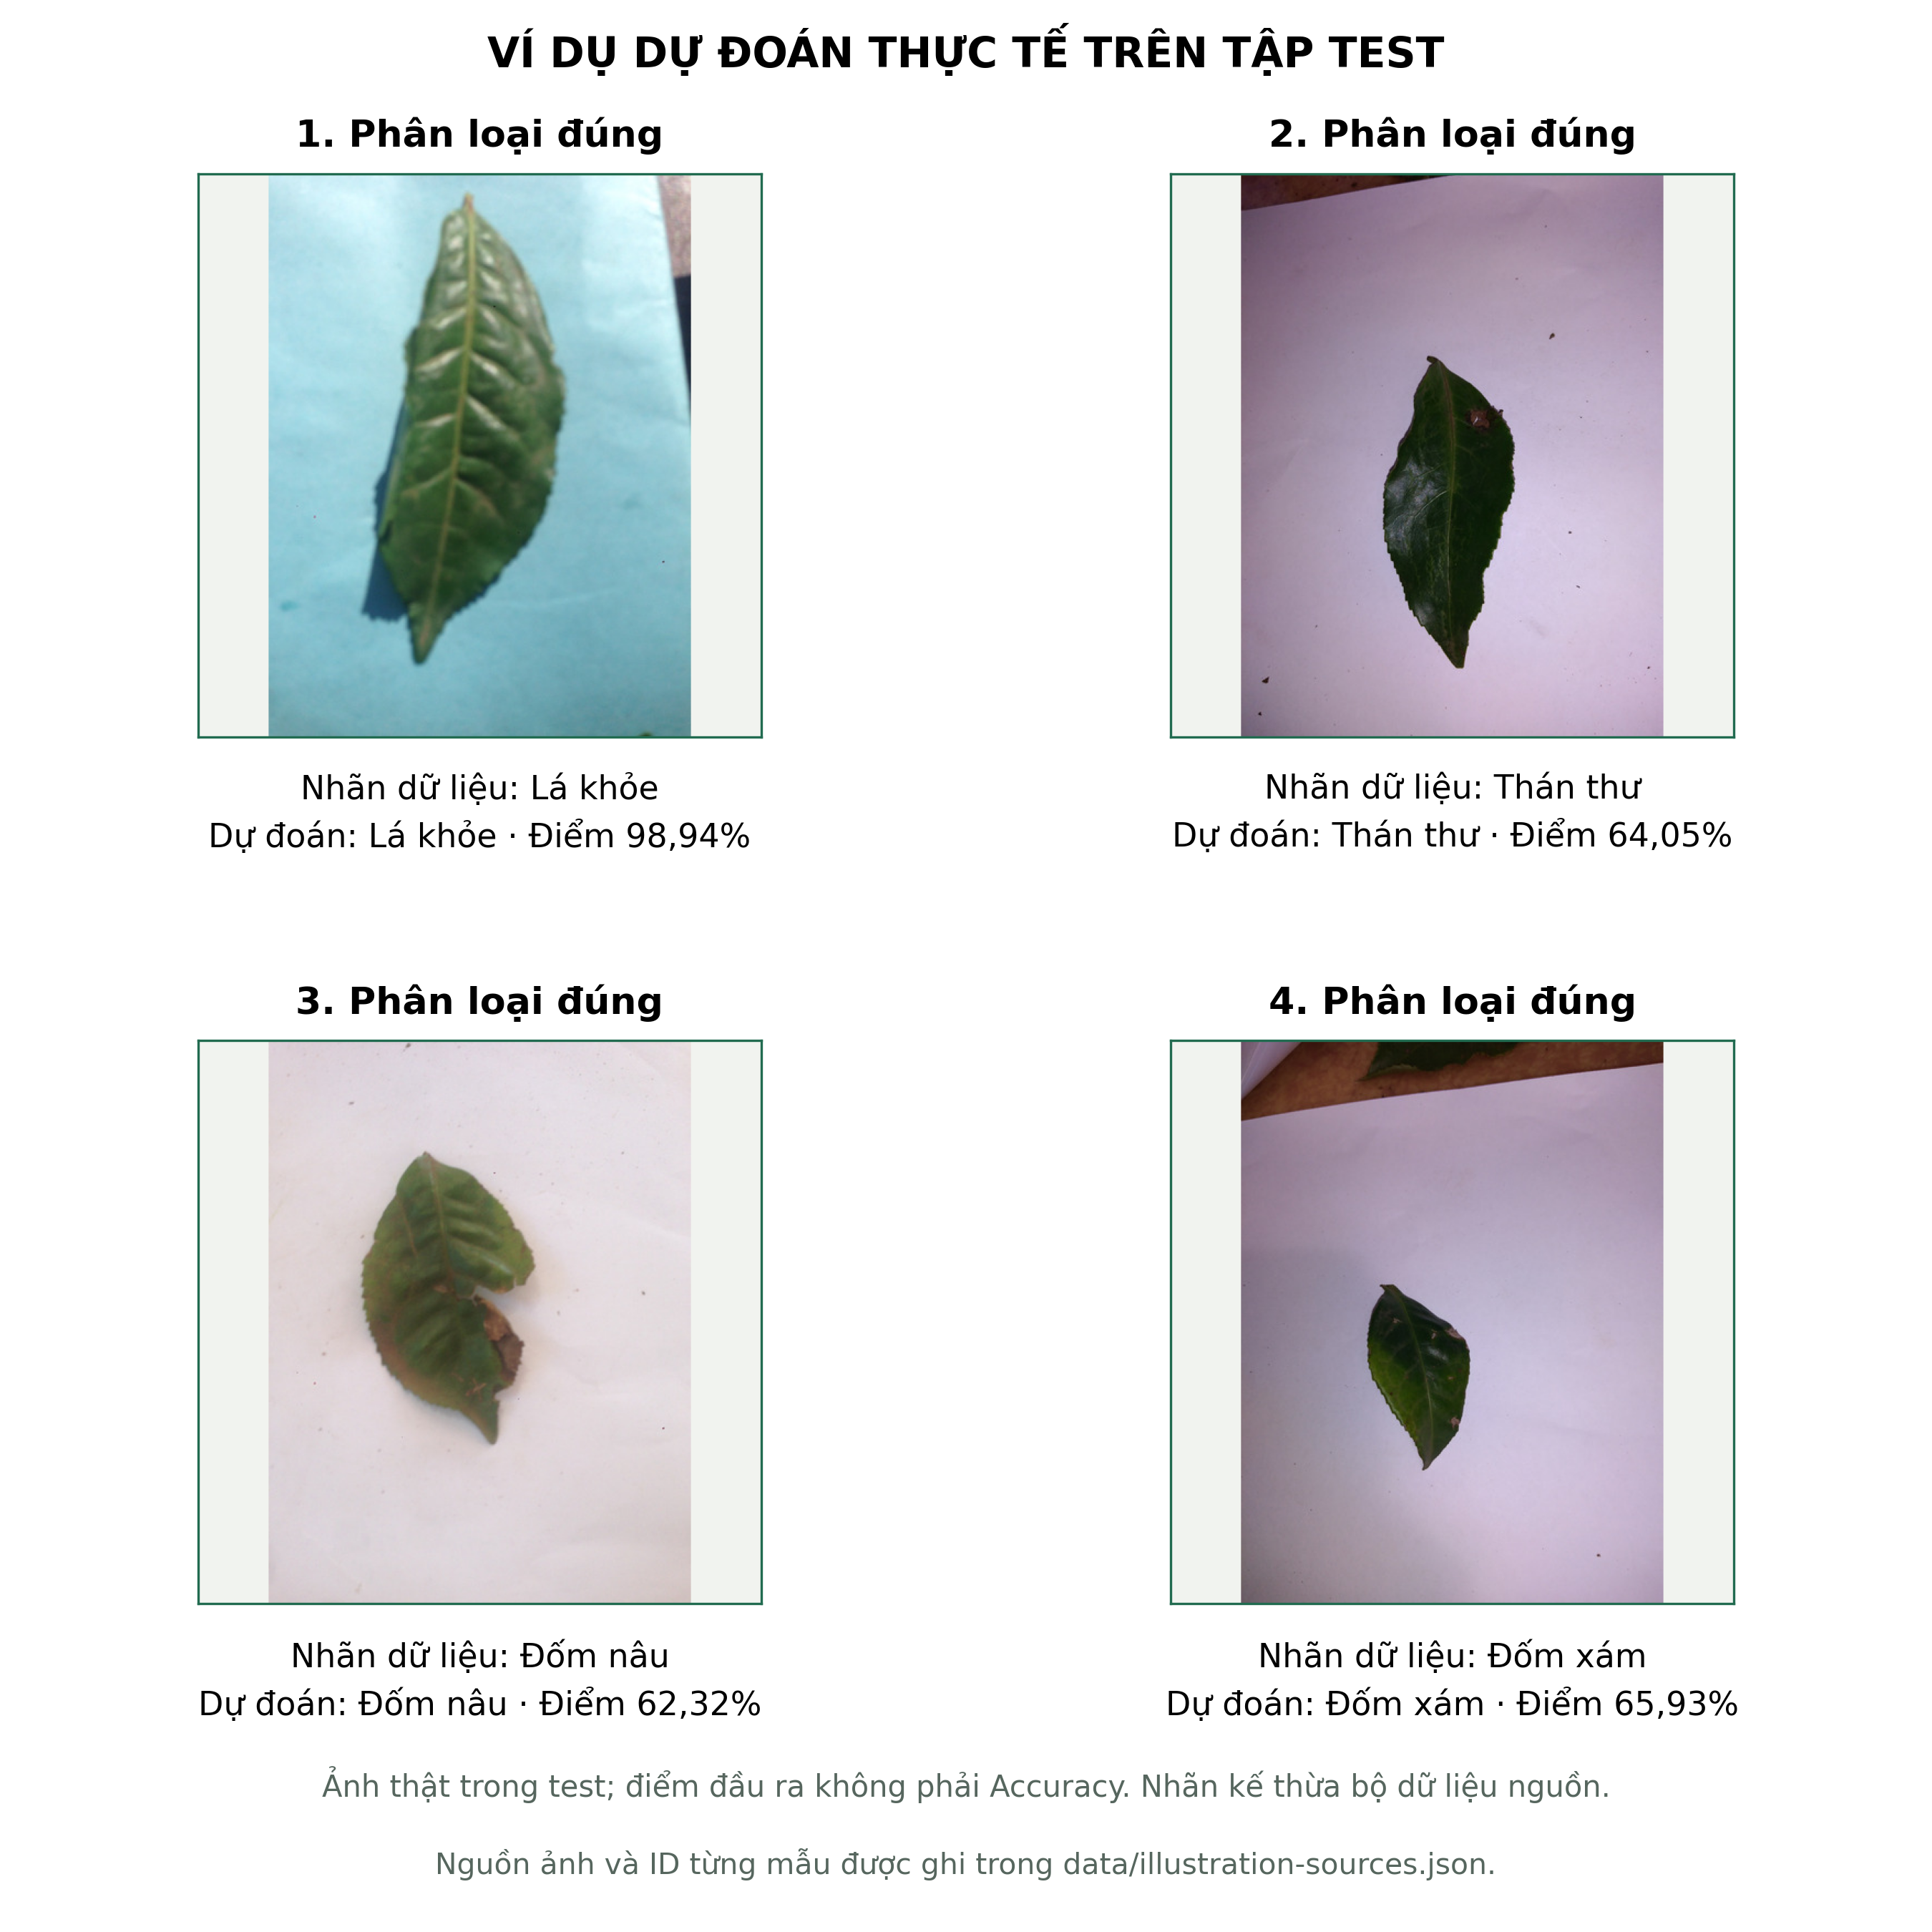 VÍ DỤ DỰ ĐOÁN THỰC TẾ TRÊN TẬP TEST
1. Phân loại đúng
2. Phân loại đúng
Nhãn dữ liệu: Lá khỏe
Dự đoán: Lá khỏe · Điểm 98,94%
Nhãn dữ liệu: Thán thư
Dự đoán: Thán thư · Điểm 64,05%
3. Phân loại đúng
4. Phân loại đúng
Nhãn dữ liệu: Đốm nâu
Dự đoán: Đốm nâu · Điểm 62,32%
Nhãn dữ liệu: Đốm xám
Dự đoán: Đốm xám · Điểm 65,93%
Ảnh thật trong test; điểm đầu ra không phải Accuracy. Nhãn kế thừa bộ dữ liệu nguồn.
Nguồn ảnh và ID từng mẫu được ghi trong data/illustration-sources.json.